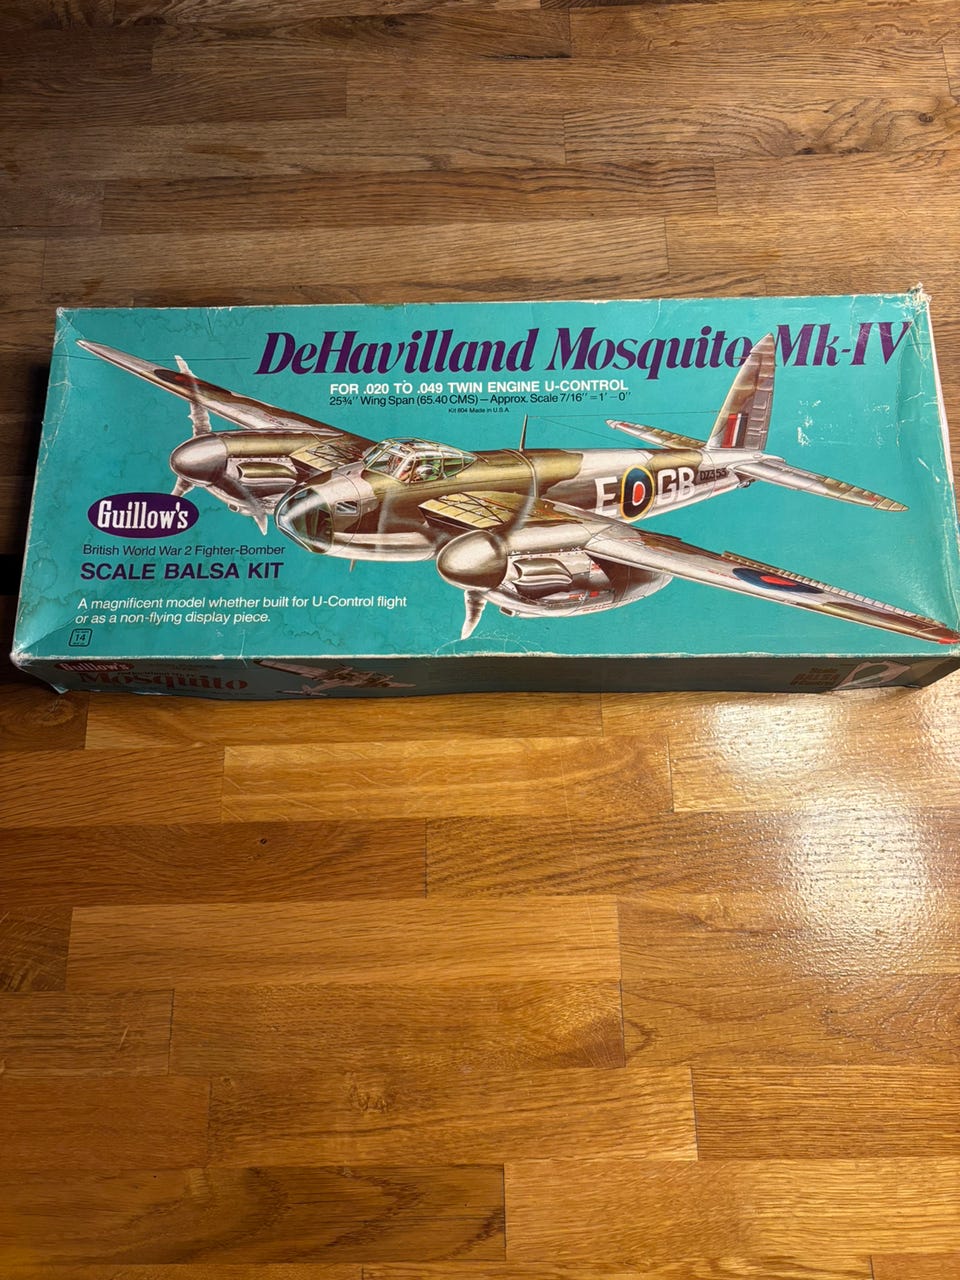 DeHavilland Mosquito Mk-IV
FOR .020 TO .049 TWIN ENGINE U-CONTROL
25¾" Wing Span (65.40 CMS) — Approx. Scale 7/16" = 1' – 0"
Kit 804 Made in U.S.A.
E GB DZ353
Guillow's
British World War 2 Fighter-Bomber
SCALE BALSA KIT
A magnificent model whether built for U-Control flight
or as a non-flying display piece.
14
Guillow's
Mosquito